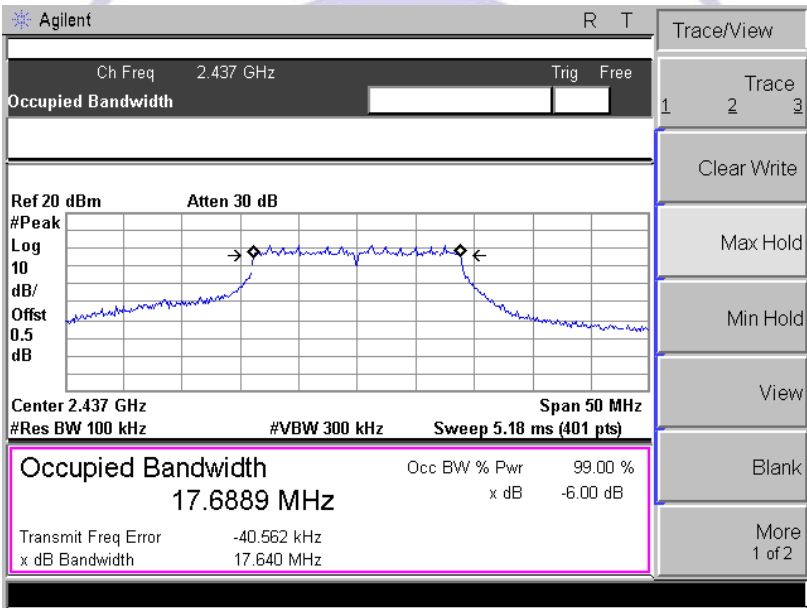 Agilent R T
Trace/View
Ch Freq 2.437 GHz Trig Free
Occupied Bandwidth
Trace
1 2 3
Clear Write
Max Hold
Min Hold
View
Blank
More
1 of 2
Ref 20 dBm Atten 30 dB
#Peak
Log
10
dB/
Offst
0.5
dB
Center 2.437 GHz Span 50 MHz
#Res BW 100 kHz #VBW 300 kHz Sweep 5.18 ms (401 pts)
Occupied Bandwidth Occ BW % Pwr 99.00 %
17.6889 MHz x dB -6.00 dB
Transmit Freq Error -40.562 kHz
x dB Bandwidth 17.640 MHz